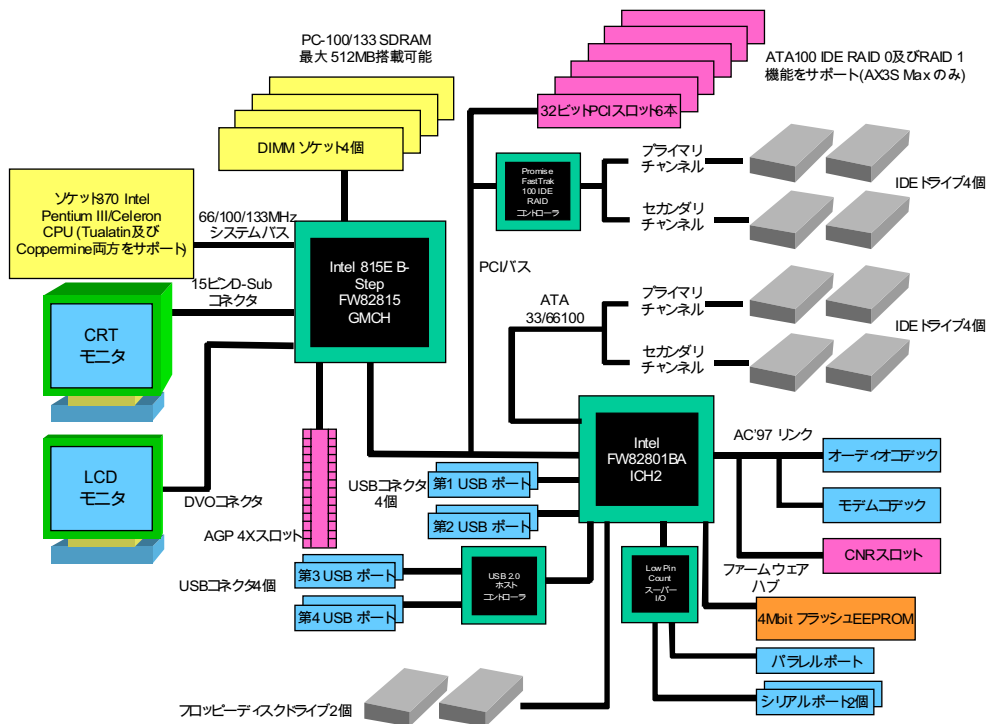 PC-100/133 SDRAM
最大 512MB搭載可能
ATA100 IDE RAID 0及びRAID 1
機能をサポート(AX3S Max のみ)
32ビットPCIスロット6本
DIMM ソケット4個
Promise
FastTrak
100 IDE
RAID
コントローラ
プライマリ
チャンネル
セカンダリ
チャンネル
IDEドライブ4個
ソケット370 Intel
Pentium III/Celeron
CPU (Tualatin及び
Coppermine両方をサポート)
66/100/133MHz
システムバス
Intel 815E B-
Step
FW82815
GMCH
PCIバス
15ピンD-Sub
コネクタ
CRT
モニタ
ATA
33/66100
プライマリ
チャンネル
セカンダリ
チャンネル
IDEドライブ4個
LCD
モニタ
DVOコネクタ
AGP 4Xスロット
USBコネクタ
4個
第1 USB ポート
第2 USB ポート
Intel
FW82801BA
ICH2
AC'97 リンク
オーディオコデック
モデムコデック
CNRスロット
USBコネクタ4個
第3 USB ポート
第4 USB ポート
USB 2.0
ホスト
コントローラ
Low Pin
Count
スーパー
I/O
ファームウェア
ハブ
4Mbit フラッシュEEPROM
パラレルポート
シリアルポート2個
フロッピーディスクドライブ2個